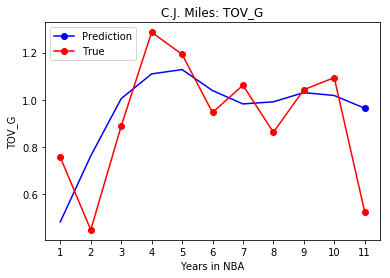 C.J. Miles: TOV_G
Prediction
True
TOV_G
1.2
1.0
0.8
0.6
1 2 3 4 5 6 7 8 9 10 11
Years in NBA